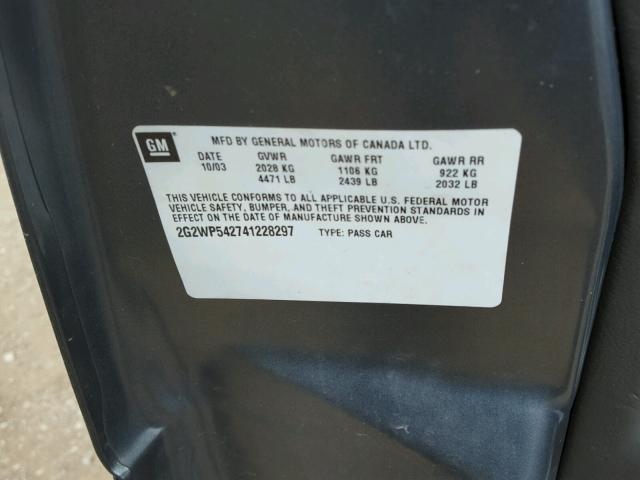 GM
MFD BY GENERAL MOTORS OF CANADA LTD.
DATE GVWR GAWR FRT GAWR RR
10/03 2028 KG 1106 KG 922 KG
4471 LB 2439 LB 2032 LB
THIS VEHICLE CONFORMS TO ALL APPLICABLE U.S. FEDERAL MOTOR
VEHICLE SAFETY, BUMPER, AND THEFT PREVENTION STANDARDS IN
EFFECT ON THE DATE OF MANUFACTURE SHOWN ABOVE.
2G2WP542741228297 TYPE: PASS CAR